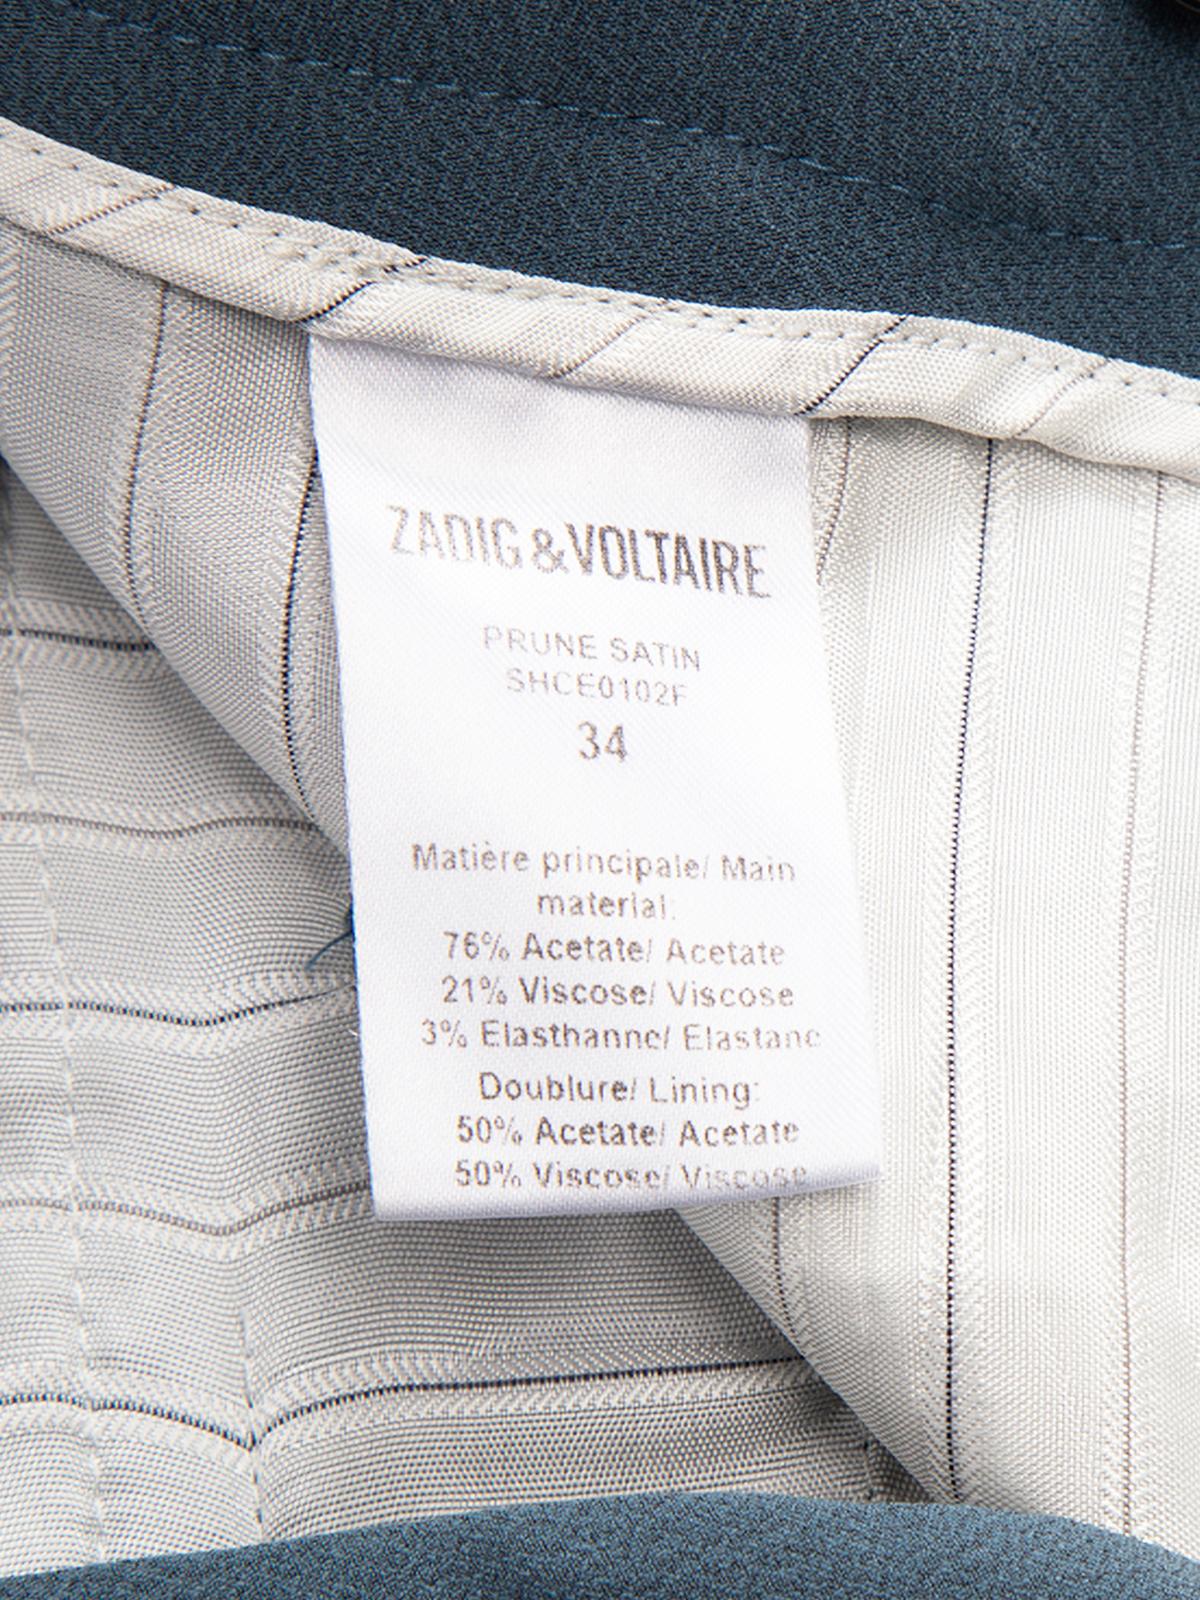 ZADIG & VOLTAIRE
PRUNE SATIN
SHCE0102F
34
Matière principale/ Main
material:
76% Acetate/ Acetate
21% Viscose/ Viscose
3% Elasthanne/ Elastane
Doublure/ Lining:
50% Acetate/ Acetate
50% Viscose/ Viscose